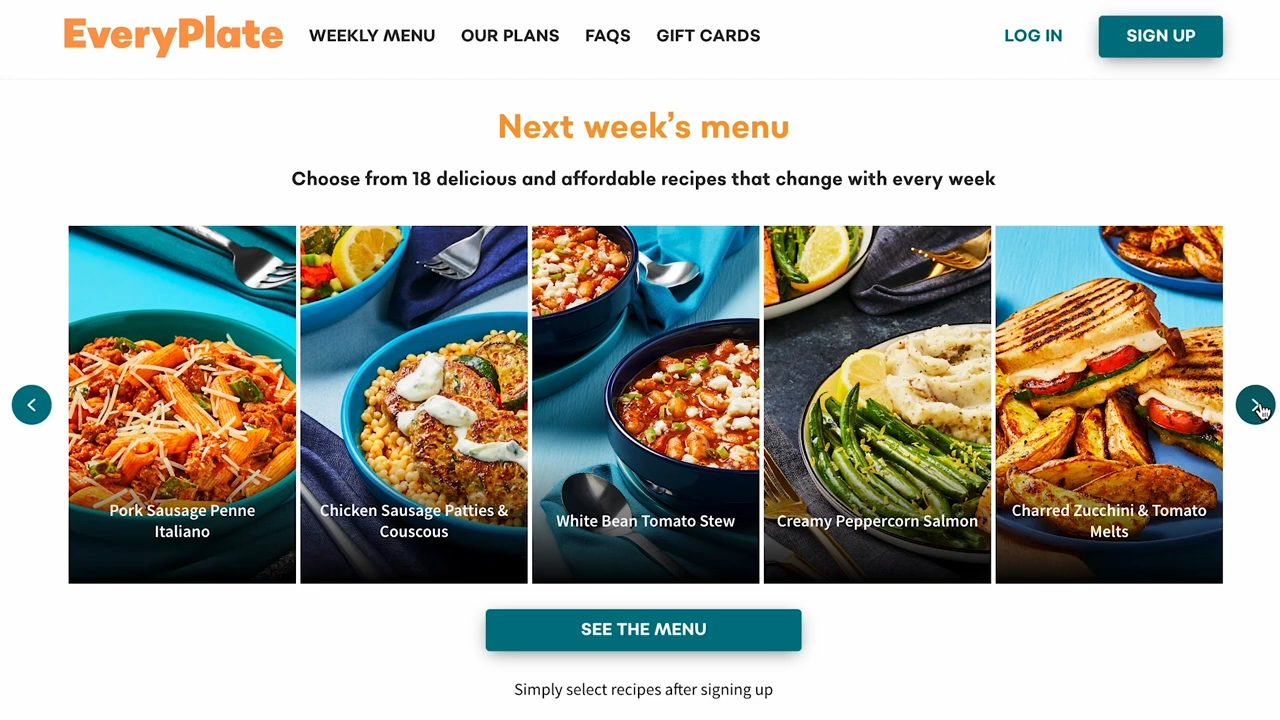 EveryPlate WEEKLY MENU OUR PLANS FAQS GIFT CARDS LOG IN SIGN UP
Next week's menu
Choose from 18 delicious and affordable recipes that change with every week
Pork Sausage Penne
Italiano
Chicken Sausage Patties &
Couscous
White Bean Tomato Stew
Creamy Peppercorn Salmon
Charred Zucchini & Tomato
Melts
SEE THE MENU
Simply select recipes after signing up